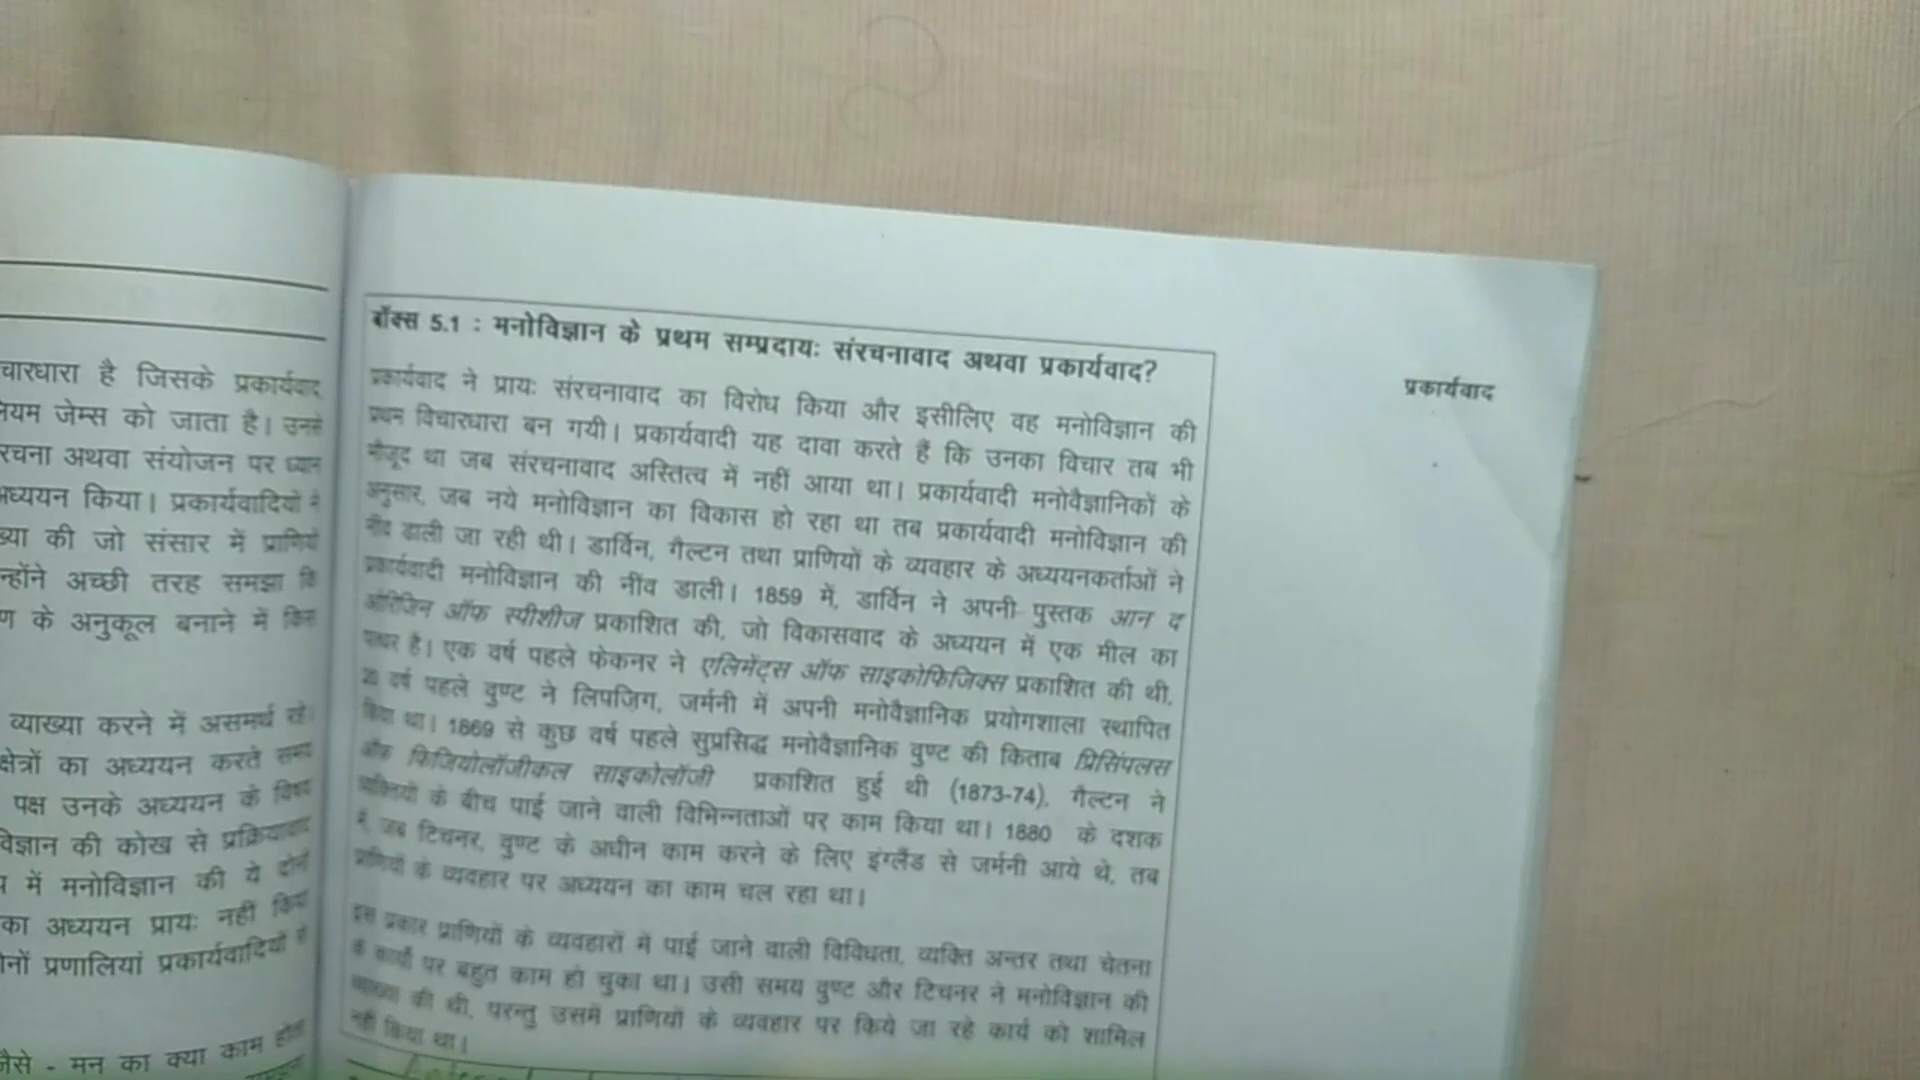 चारधारा है जिसके प्रकार्यवाद
नियम जेम्स को जाता है। उनसे
रचना अथवा संयोजन पर ध्यान
अध्ययन किया। प्रकार्यवादियों ने
ख्या की जो संसार में प्राणियों
न्होंने अच्छी तरह समझा कि
ण के अनुकूल बनाने में किस
व्याख्या करने में असमर्थ रहे।
क्षेत्रों का अध्ययन करते समय
पक्ष उनके अध्ययन के विषय
विज्ञान की कोख से प्रक्रियावाद
में मनोविज्ञान की ये दोनों
का अध्ययन प्रायः नहीं किया
प्रणालियां प्रकार्यवादियों
जैसे - मन का क्या काम होता
बॉक्स 5.1 : मनोविज्ञान के प्रथम सम्प्रदायः संरचनावाद अथवा प्रकार्यवाद?
प्रकार्यवाद ने प्रायः संरचनावाद का विरोध किया और इसीलिए वह मनोविज्ञान की
प्रथम विचारधारा बन गयी। प्रकार्यवादी यह दावा करते हैं कि उनका विचार तब भी
मौजूद था जब संरचनावाद अस्तित्व में नहीं आया था। प्रकार्यवादी मनोवैज्ञानिकों के
अनुसार, जब नये मनोविज्ञान का विकास हो रहा था तब प्रकार्यवादी मनोविज्ञान की
नींव डाली जा रही थी। डार्विन, गैल्टन तथा प्राणियों के व्यवहार के अध्ययनकर्ताओं ने
प्रकार्यवादी मनोविज्ञान की नींव डाली। 1859 में, डार्विन ने अपनी पुस्तक आन द
ओरिजिन ऑफ स्पीशीज प्रकाशित की, जो विकासवाद के अध्ययन में एक मील का
पत्थर है। एक वर्ष पहले फेकनर ने एलिमेंट्स ऑफ साइकोफिजिक्स प्रकाशित की थी,
20 वर्ष पहले वुण्ट ने लिपज़िग, जर्मनी में अपनी मनोवैज्ञानिक प्रयोगशाला स्थापित
किया था। 1869 से कुछ वर्ष पहले सुप्रसिद्ध मनोवैज्ञानिक वुण्ट की किताब प्रिंसिपलस
ऑफ फिजियोलॉजीकल साइकोलॉजी प्रकाशित हुई थी (1873-74), गैल्टन ने
व्यक्तियों के बीच पाई जाने वाली विभिन्नताओं पर काम किया था। 1880 के दशक
में, जब टिचनर, वुण्ट के अधीन काम करने के लिए इंग्लैंड से जर्मनी आये थे, तब
प्राणियों के व्यवहार पर अध्ययन का काम चल रहा था।
इस प्रकार प्राणियों के व्यवहारों में पाई जाने वाली विविधता, व्यक्ति अन्तर तथा चेतना
के कार्यों पर बहुत काम हो चुका था। उसी समय वुण्ट और टिचनर ने मनोविज्ञान की
व्याख्या की थी, परन्तु उसमें प्राणियों के व्यवहार पर किये जा रहे कार्य को शामिल
नहीं किया था।
प्रकार्यवाद